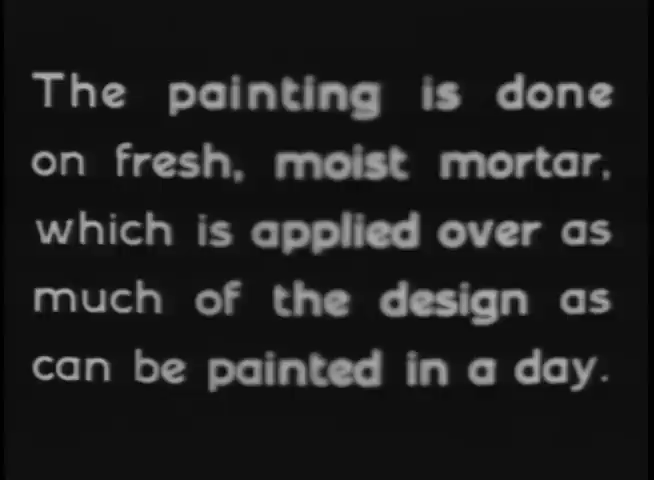 The painting is done
on fresh, moist mortar,
which is applied over as
much of the design as
can be painted in a day.